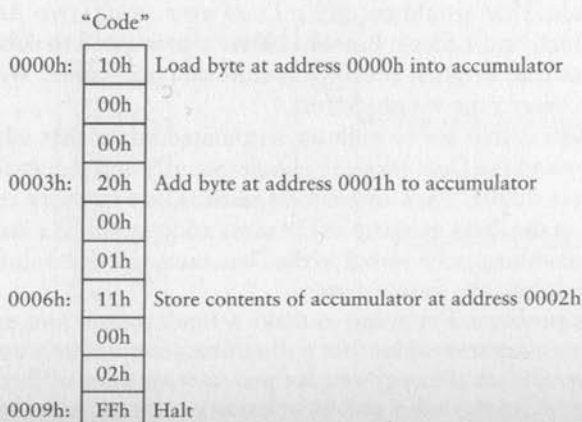 “Code”
0000h: 10h Load byte at address 0000h into accumulator
00h
00h
0003h: 20h Add byte at address 0001h to accumulator
00h
01h
0006h: 11h Store contents of accumulator at address 0002h
00h
02h
0009h: FFh Halt